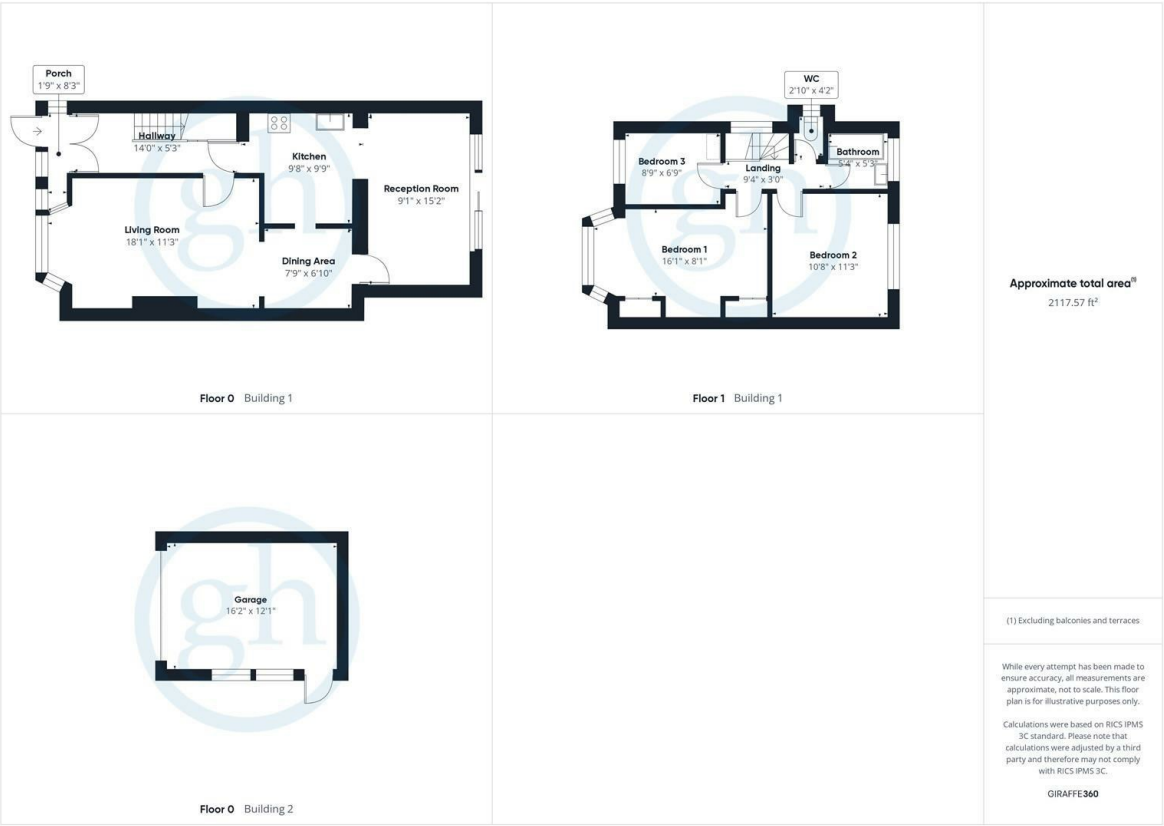 Porch
1'9" x 8'3"
Hallway
14'0" x 5'3"
Kitchen
9'8" x 9'9"
Reception Room
9'1" x 15'2"
Living Room
18'1" x 11'3"
Dining Area
7'9" x 6'10"
gh
Floor 0 Building 1
WC
2'10" x 4'2"
Bedroom 3
8'9" x 6'9"
Landing
9'4" x 3'0"
Bathroom
5'4" x 5'3"
Bedroom 1
16'1" x 8'1"
Bedroom 2
10'8" x 11'3"
gh
Floor 1 Building 1
Garage
16'2" x 12'1"
gh
Floor 0 Building 2
Approximate total area(1)
2117.57 ft²
(1) Excluding balconies and terraces
While every attempt has been made to
ensure accuracy, all measurements are
approximate, not to scale. This floor
plan is for illustrative purposes only.
Calculations were based on RICS IPMS
3C standard. Please note that
calculations were adjusted by a third
party and therefore may not comply
with RICS IPMS 3C.
GIRAFFE360